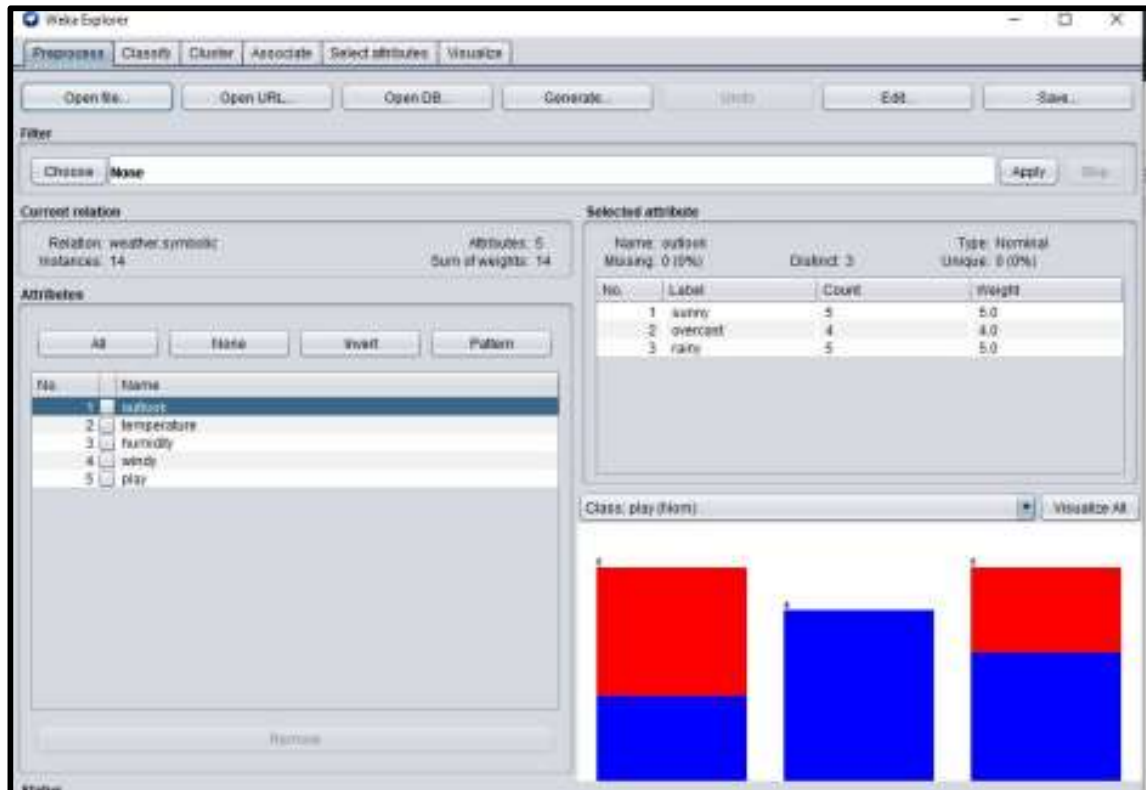 Weka Explorer
Preprocess Classify Cluster Associate Select attributes Visualize
Open file... Open URL... Open DB... Generate... Undo Edit... Save...
Filter
Choose None Apply Stop
Current relation
Relation: weather.symbolic Attributes: 5
Instances: 14 Sum of weights: 14
Attributes
All None Invert Pattern
No. Name
1 outlook
2 temperature
3 humidity
4 windy
5 play
Remove
Status
Selected attribute
Name: outlook Type: Nominal
Missing: 0 (0%) Distinct: 3 Unique: 0 (0%)
No. Label Count Weight
1 sunny 5 5.0
2 overcast 4 4.0
3 rainy 5 5.0
Class: play (Nom) Visualize All